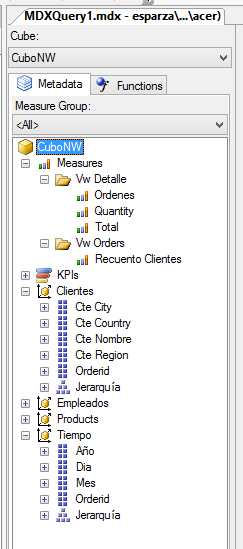 MDXQuery1.mdx - esparza\...\acer)
Cube:
CuboNW
Metadata Functions
Measure Group:
<All>
CuboNW
Measures
Vw Detalle
Ordenes
Quantity
Total
Vw Orders
Recuento Clientes
KPIs
Clientes
Cte City
Cte Country
Cte Nombre
Cte Region
Orderid
Jerarquía
Empleados
Products
Tiempo
Año
Dia
Mes
Orderid
Jerarquía